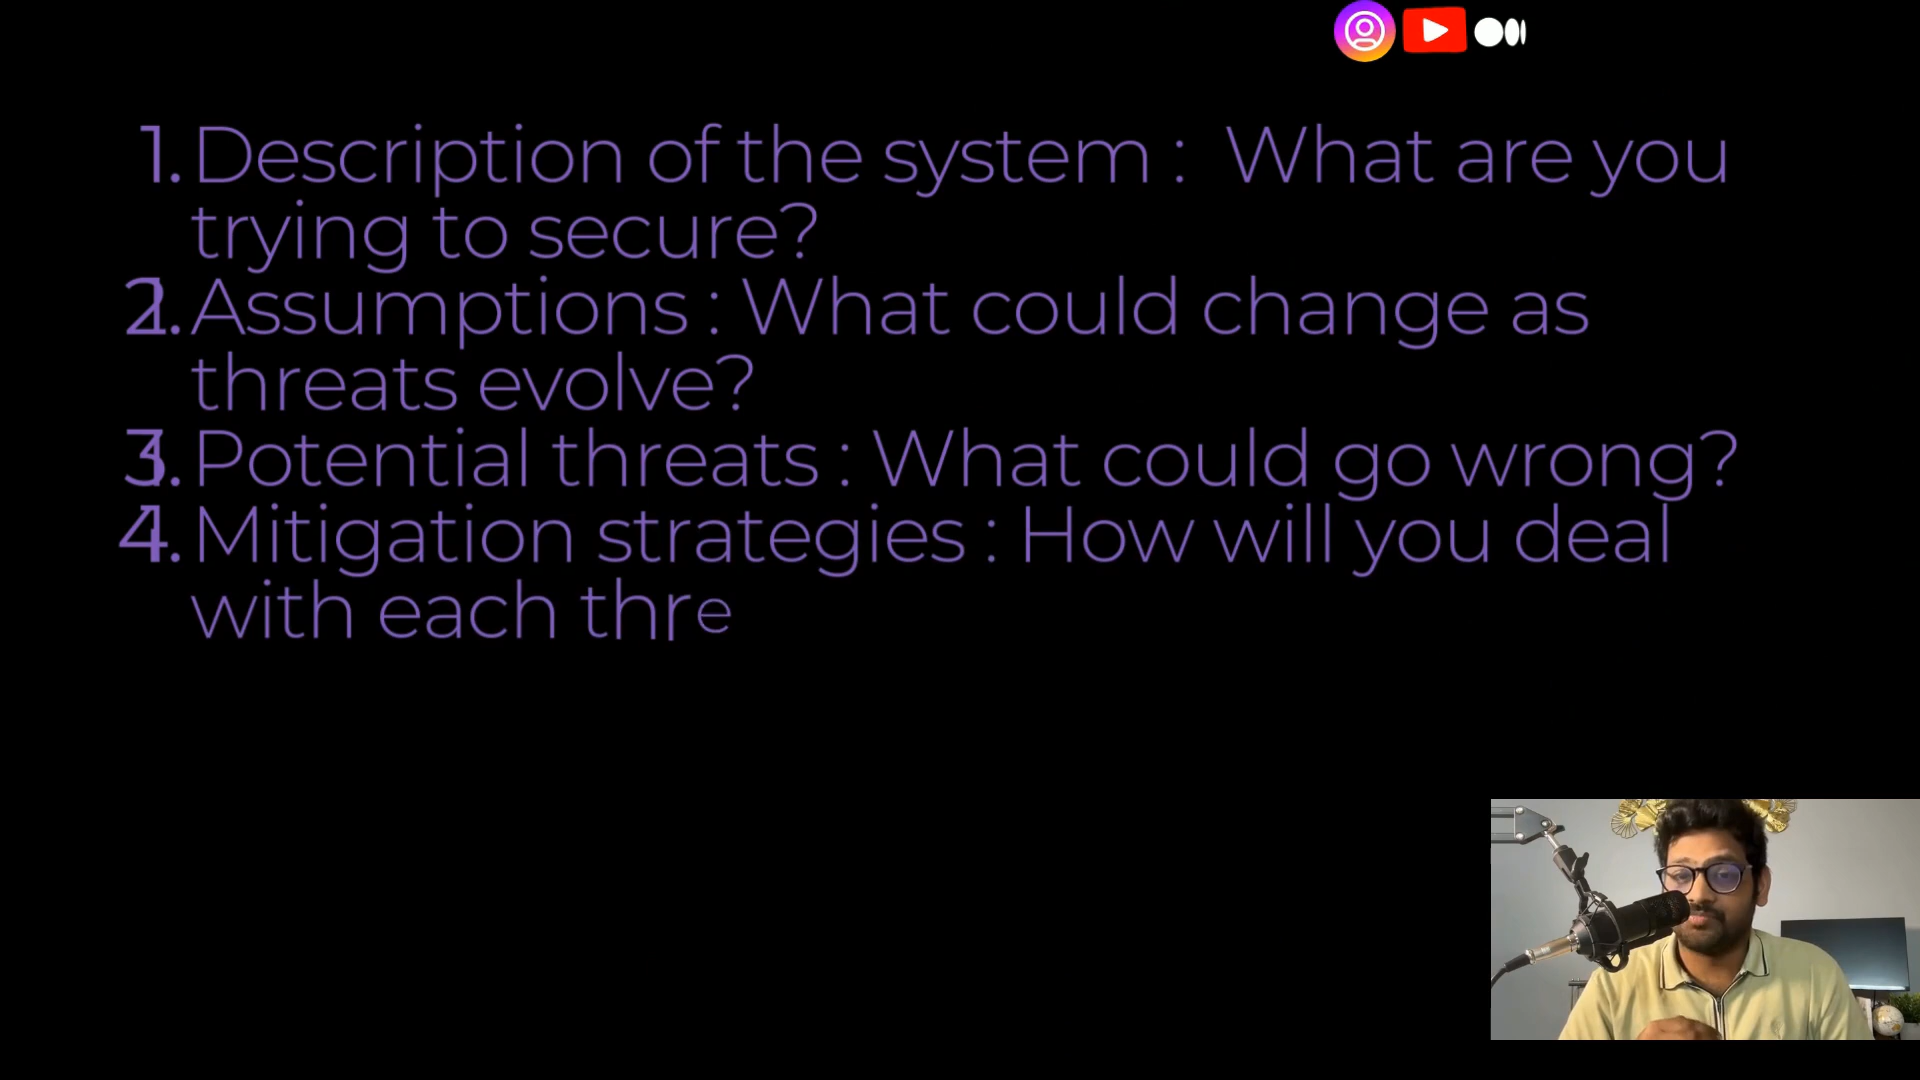 1. Description of the system :  What are you
trying to secure?
2. Assumptions : What could change as
threats evolve?
3. Potential threats : What could go wrong?
4. Mitigation strategies : How will you deal
with each thre